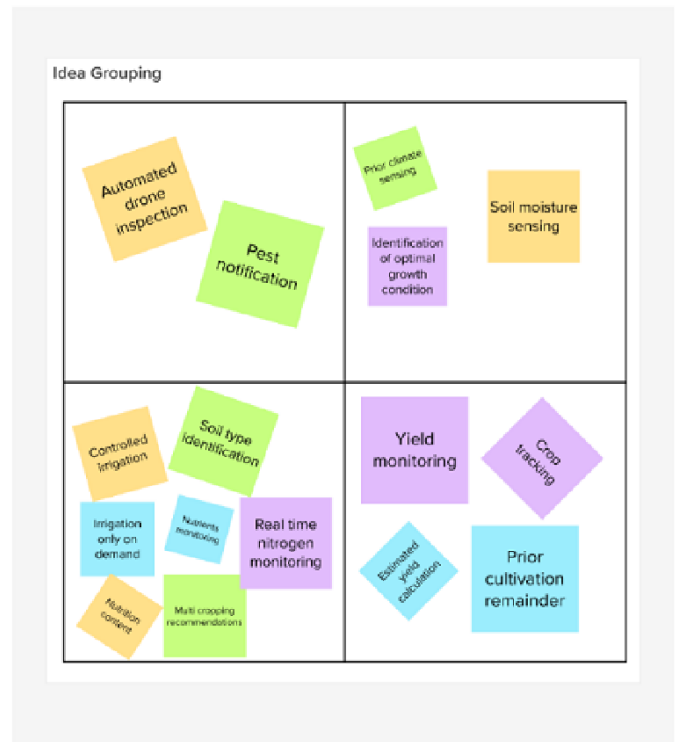 Idea Grouping
Automated
drone
inspection
Pest
notification
Prior climate
sensing
Identification
of optimal
growth
condition
Soil moisture
sensing
Controlled
irrigation
Soil type
identification
Irrigation
only on
demand
Nutrients
monitoring
Real time
nitrogen
monitoring
Nutrition
content
Multi cropping
recommendations
Yield
monitoring
Crop
tracking
Estimated
yield
calculation
Prior
cultivation
remainder